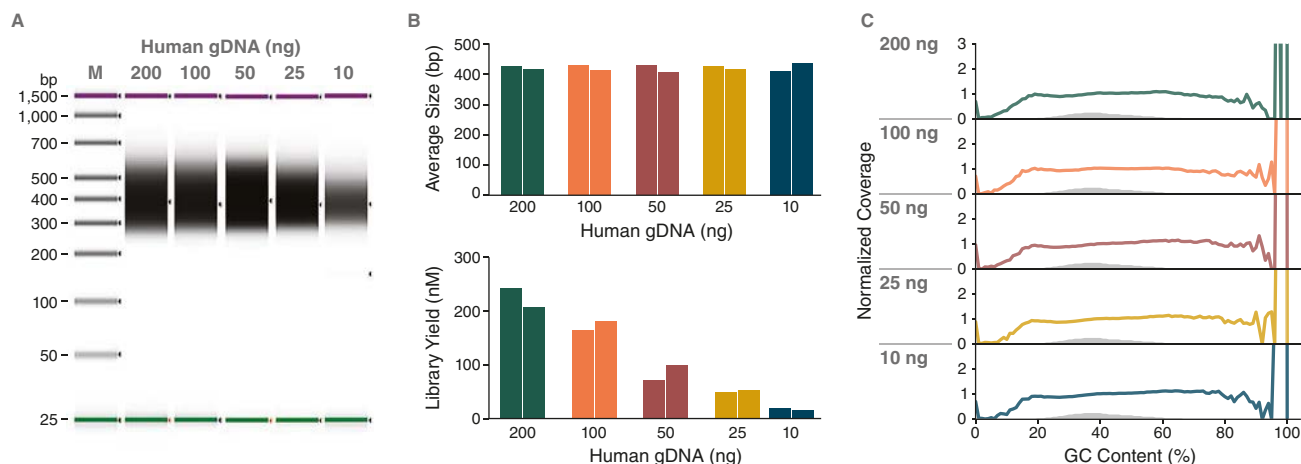 A
Human gDNA (ng)
bp M 200 100 50 25 10
1,500
1,000
700
500
400
300
200
100
50
25
B
Average Size (bp)
500
400
300
400
200
100
0
200 100 50 25 10
Human gDNA (ng)
Library Yield (nM)
300
200
100
0
200 100 50 25 10
Human gDNA (ng)
C
Normalized Coverage
200 ng
3
2
1
0
100 ng
2
1
0
50 ng
2
1
0
25 ng
2
1
0
10 ng
2
1
0
0 20 40 60 80 100
GC Content (%)